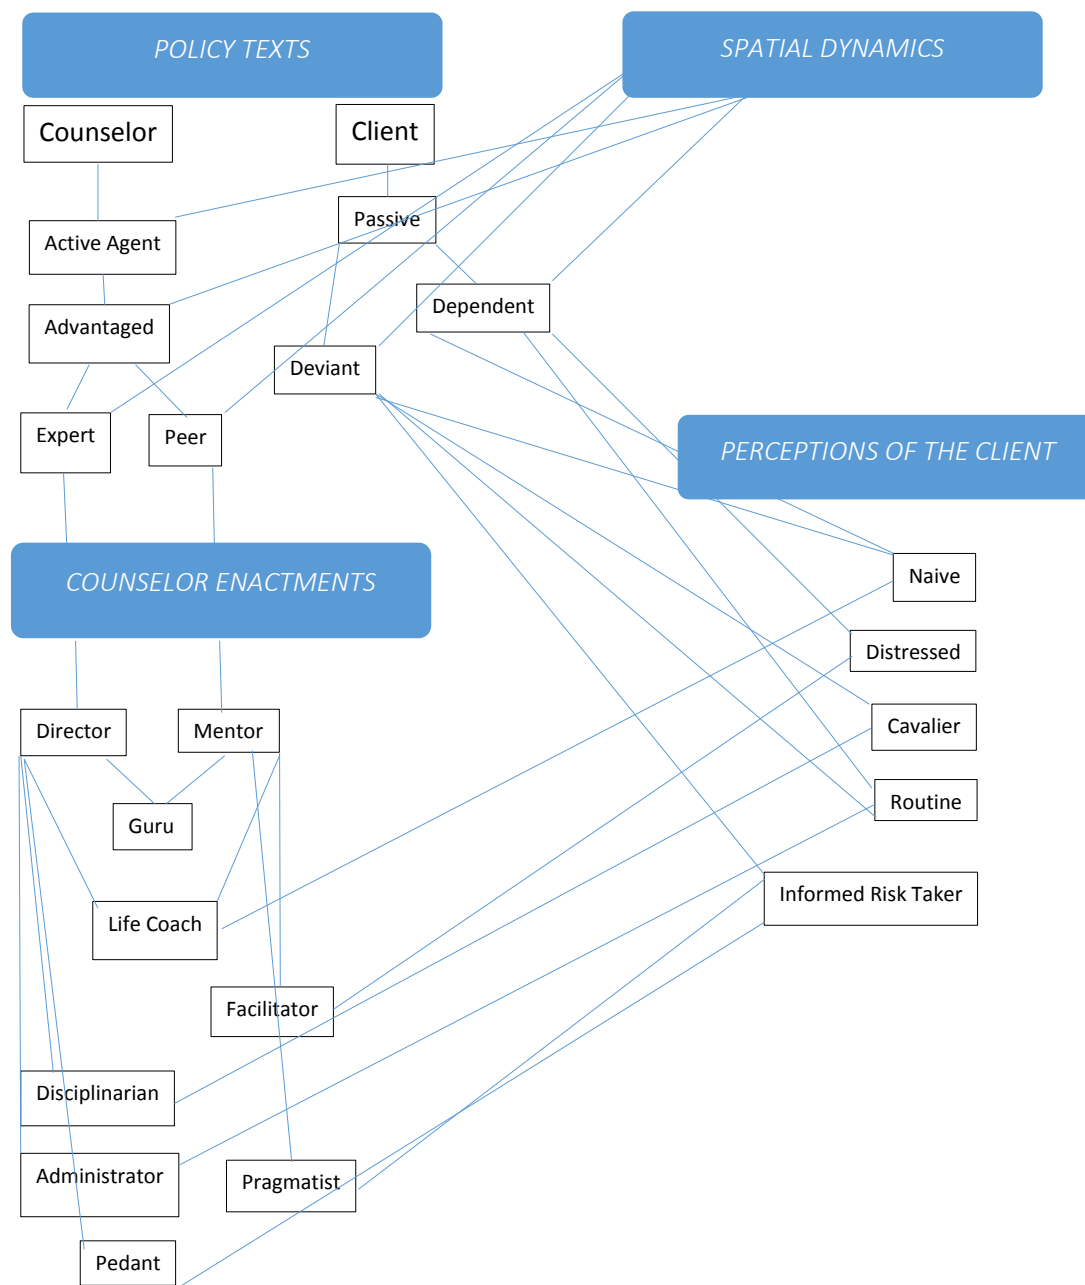 POLICY TEXTS
SPATIAL DYNAMICS
Counselor
Client
Passive
Active Agent
Dependent
Advantaged
Deviant
Expert
Peer
PERCEPTIONS OF THE CLIENT
COUNSELOR ENACTMENTS
Naive
Distressed
Director
Mentor
Cavalier
Routine
Guru
Informed Risk Taker
Life Coach
Facilitator
Disciplinarian
Administrator
Pragmatist
Pedant